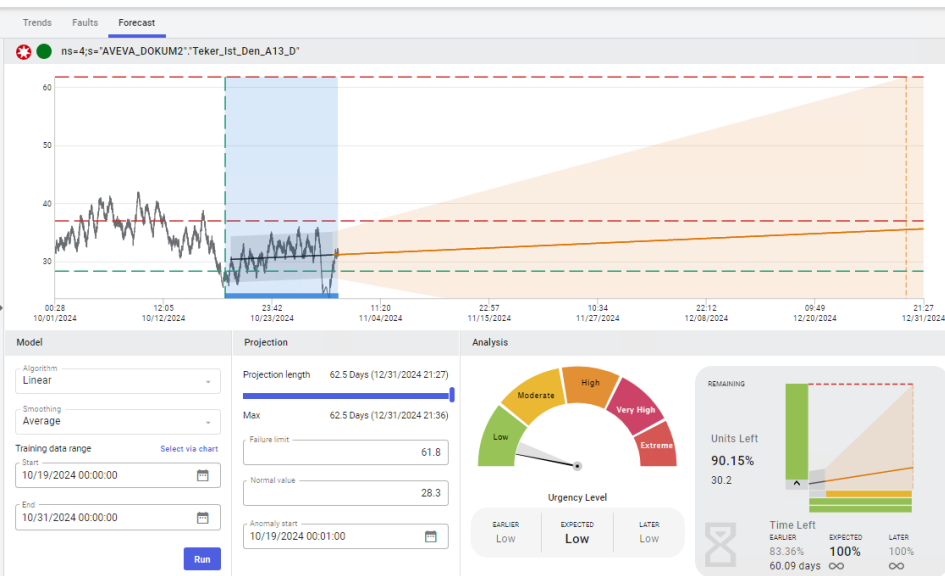 Trends Faults Forecast
ns=4;s="AVEVA_DOKUM2"."Teker_Ist_Den_A13_D"
60
50
40
30
00:28 12:05 23:42 11:20 22:57 10:34 22:12 09:49 21:27
10/01/2024 10/12/2024 10/23/2024 11/04/2024 11/15/2024 11/27/2024 12/08/2024 12/20/2024 12/31/2024
Model
Algorithm
Linear
Smoothing
Average
Training data range Select via chart
Start
10/19/2024 00:00:00
End
10/31/2024 00:00:00
Run
Projection
Projection length 62.5 Days (12/31/2024 21:27)
Max 62.5 Days (12/31/2024 21:36)
Failure limit
61.8
Normal value
28.3
Anomaly start
10/19/2024 00:01:00
Analysis
Low
Moderate
High
Very High
Extreme
Urgency Level
EARLIER EXPECTED LATER
Low Low Low
REMAINING
Units Left
90.15%
30.2
Time Left
EARLIER EXPECTED LATER
83.36% 100% 100%
60.09 days ∞ ∞